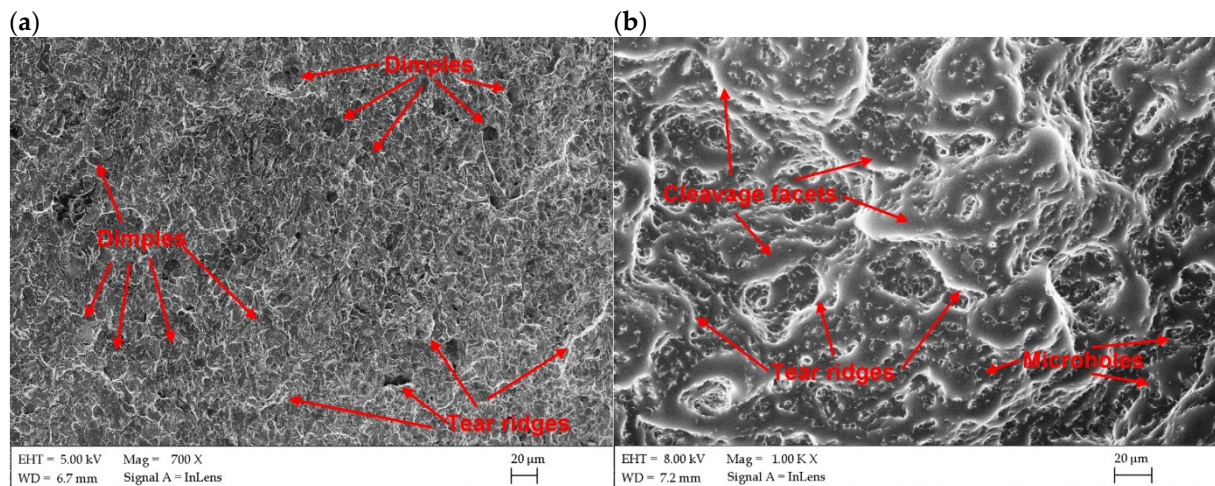 (a)
(b)
Dimples
Dimples
Tear ridges
Cleavage facets
Tear ridges
Microholes
EHT = 5.00 kV Mag = 700 X 20 µm
WD = 6.7 mm Signal A = InLens
EHT = 8.00 kV Mag = 1.00 K X 20 µm
WD = 7.2 mm Signal A = InLens